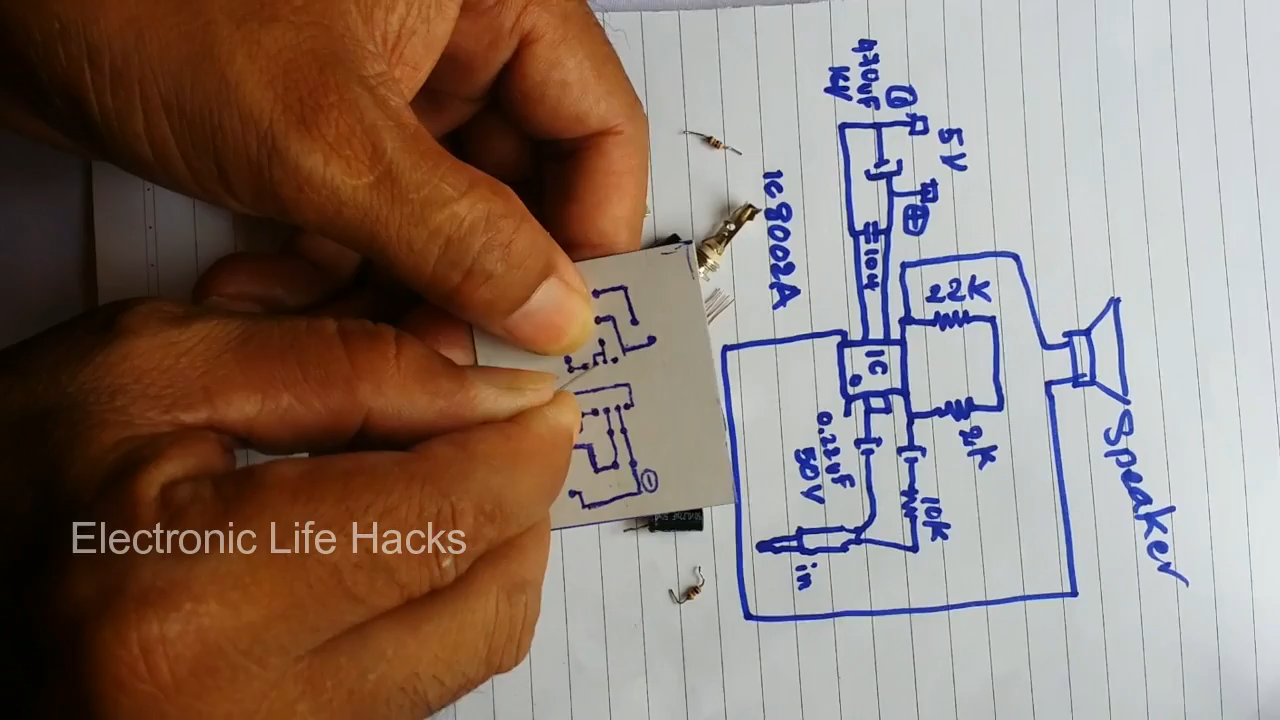 470uF
16V
5V
IC 8002A
104
22K
IC
2K
0.22uF
50V
10K
in
Speaker
Electronic Life Hacks